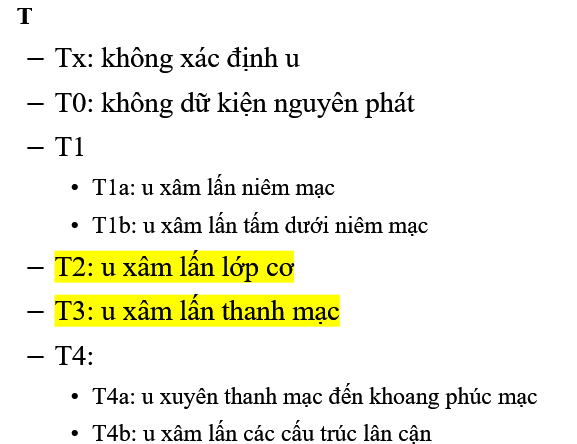 T
– Tx: không xác định u
– T0: không dữ kiện nguyên phát
– T1
• T1a: u xâm lấn niêm mạc
• T1b: u xâm lấn tấm dưới niêm mạc
– T2: u xâm lấn lớp cơ
– T3: u xâm lấn thanh mạc
– T4:
• T4a: u xuyên thanh mạc đến khoang phúc mạc
• T4b: u xâm lấn các cấu trúc lân cận